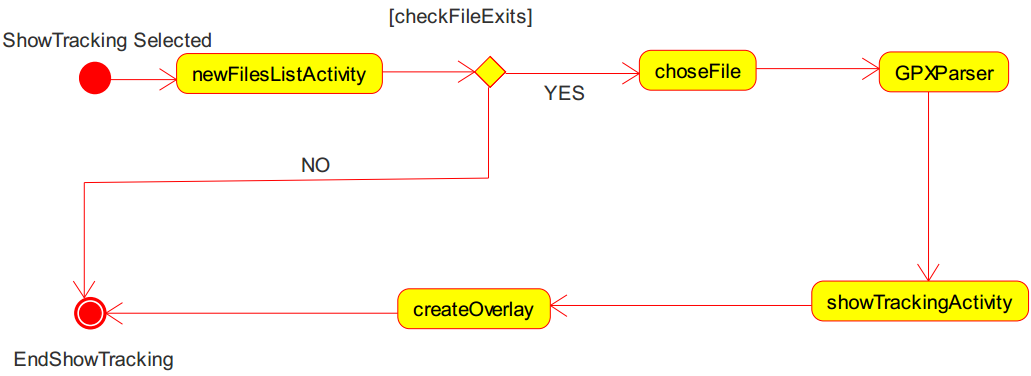 [checkFileExits]
ShowTracking Selected
newFilesListActivity
choseFile
GPXParser
YES
NO
showTrackingActivity
createOverlay
EndShowTracking